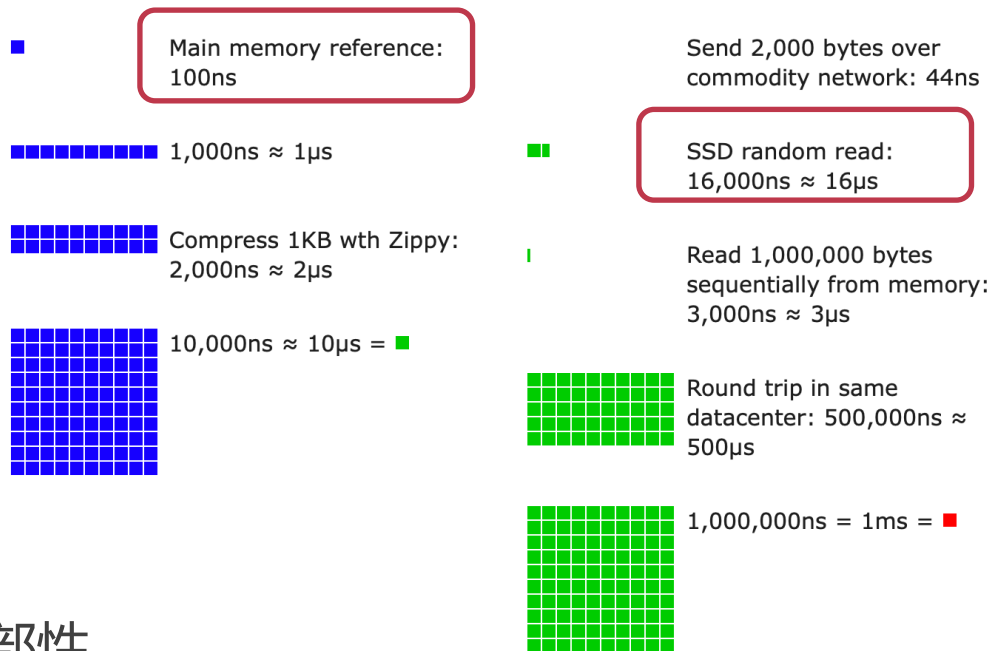 Main memory reference:
100ns
1,000ns ≈ 1μs
Compress 1KB wth Zippy:
2,000ns ≈ 2μs
10,000ns ≈ 10μs =
Send 2,000 bytes over
commodity network: 44ns
SSD random read:
16,000ns ≈ 16μs
Read 1,000,000 bytes
sequentially from memory:
3,000ns ≈ 3μs
Round trip in same
datacenter: 500,000ns ≈
500μs
1,000,000ns = 1ms =
部性